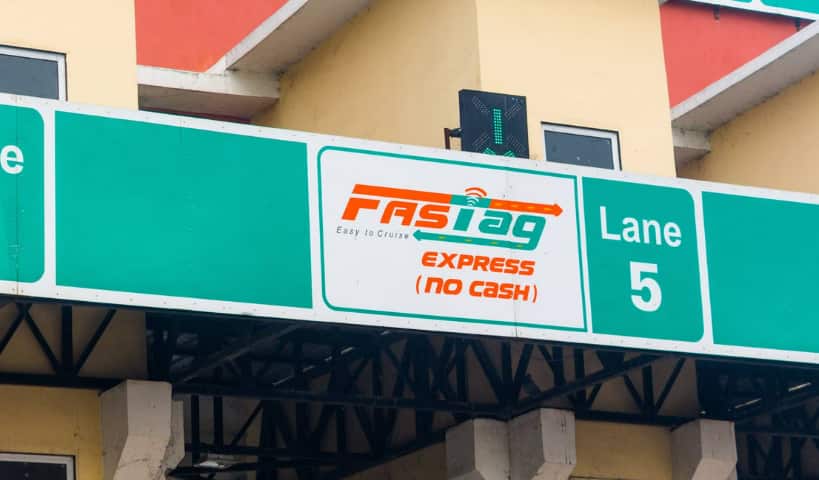 e
FASTag
Easy to Cruise
EXPRESS
(NO CASH)
Lane
5